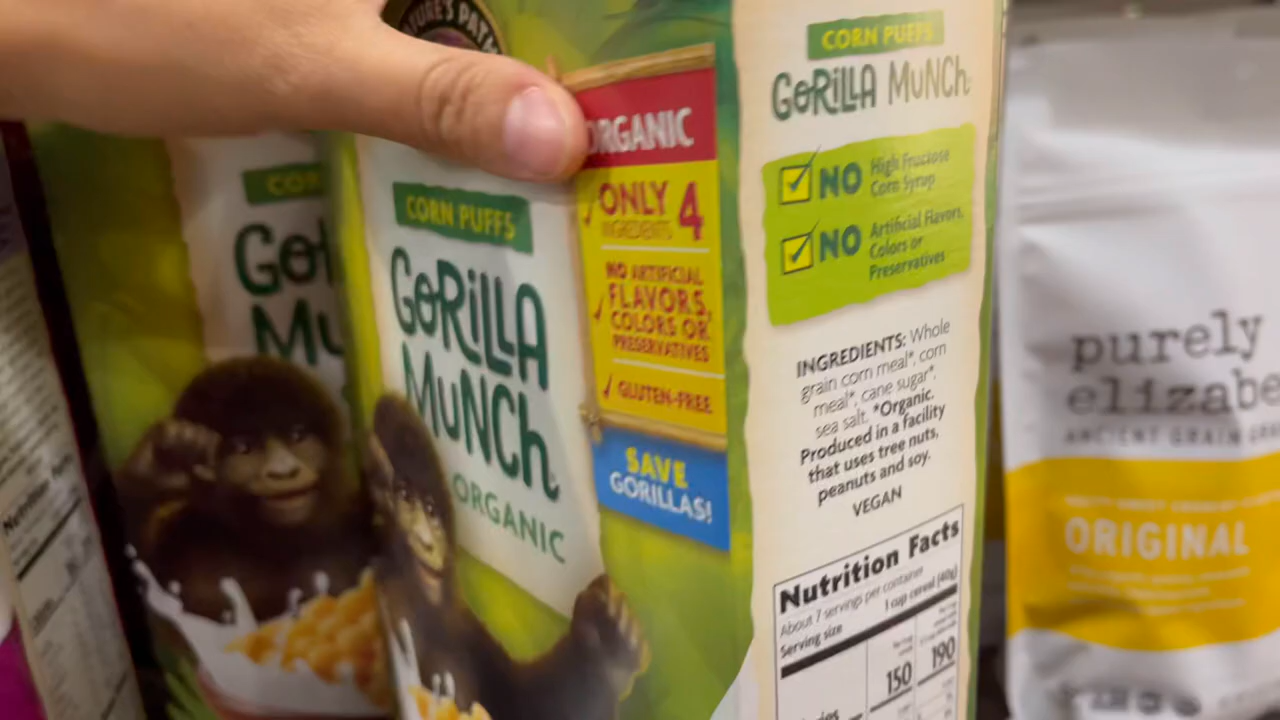 CORN PUFFS
GORILLA
MUNCH
ORGANIC
ORGANIC
ONLY 4
INGREDIENTS
NO ARTIFICIAL
FLAVORS,
COLORS OR
PRESERVATIVES
GLUTEN-FREE
SAVE
GORILLAS!
CORN PUFFS
GORILLA MUNCH
NO High Fructose
Corn Syrup
NO Artificial Flavors,
Colors or
Preservatives
INGREDIENTS: Whole
grain corn meal*, corn
meal*, cane sugar*,
sea salt. *Organic.
Produced in a facility
that uses tree nuts,
peanuts and soy.
VEGAN
Nutrition Facts
About 7 servings per container
Serving size 1 cup cereal (40g)
150 190
purely
elizabe
ANCIENT GRAIN
ORIGINAL